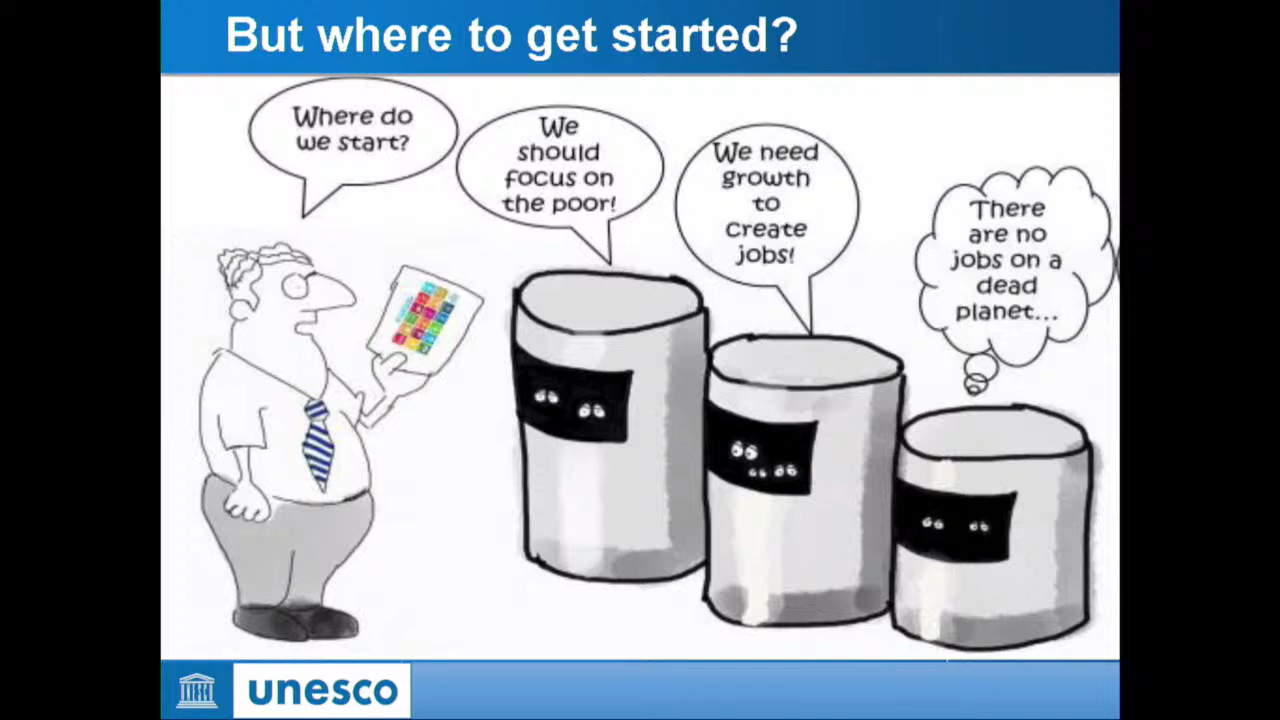 But where to get started?
Where do
we start?
We
should
focus on
the poor!
We need
growth
to
create
jobs!
There
are no
jobs on a
dead
planet...
unesco